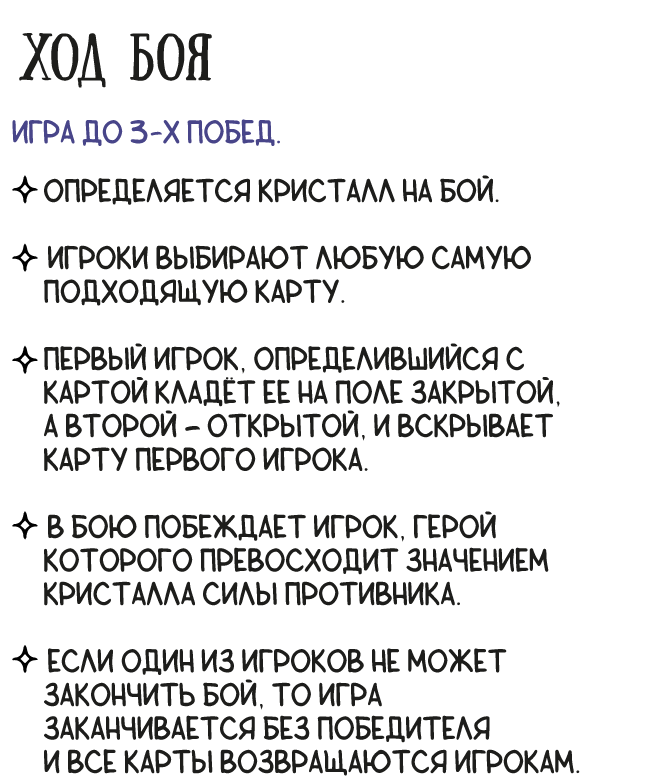 ХОД БОЯ
ИГРА ДО 3-Х ПОБЕД.
ОПРЕДЕЛЯЕТСЯ КРИСТАЛЛ НА БОЙ.
ИГРОКИ ВЫБИРАЮТ ЛЮБУЮ САМУЮ
ПОДХОДЯЩУЮ КАРТУ.
ПЕРВЫЙ ИГРОК, ОПРЕДЕЛИВШИЙСЯ С
КАРТОЙ КЛАДЁТ ЕЕ НА ПОЛЕ ЗАКРЫТОЙ,
А ВТОРОЙ – ОТКРЫТОЙ, И ВСКРЫВАЕТ
КАРТУ ПЕРВОГО ИГРОКА.
В БОЮ ПОБЕЖДАЕТ ИГРОК, ГЕРОЙ
КОТОРОГО ПРЕВОСХОДИТ ЗНАЧЕНИЕМ
КРИСТАЛЛА СИЛЫ ПРОТИВНИКА.
ЕСЛИ ОДИН ИЗ ИГРОКОВ НЕ МОЖЕТ
ЗАКОНЧИТЬ БОЙ, ТО ИГРА
ЗАКАНЧИВАЕТСЯ БЕЗ ПОБЕДИТЕЛЯ
И ВСЕ КАРТЫ ВОЗВРАЩАЮТСЯ ИГРОКАМ.